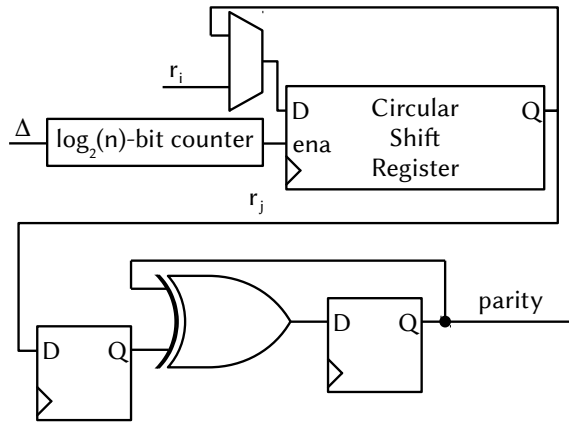 r_i
D Circular Q
Shift
Register
Δ log_2(n)-bit counter ena
r_j
D Q
D Q
parity